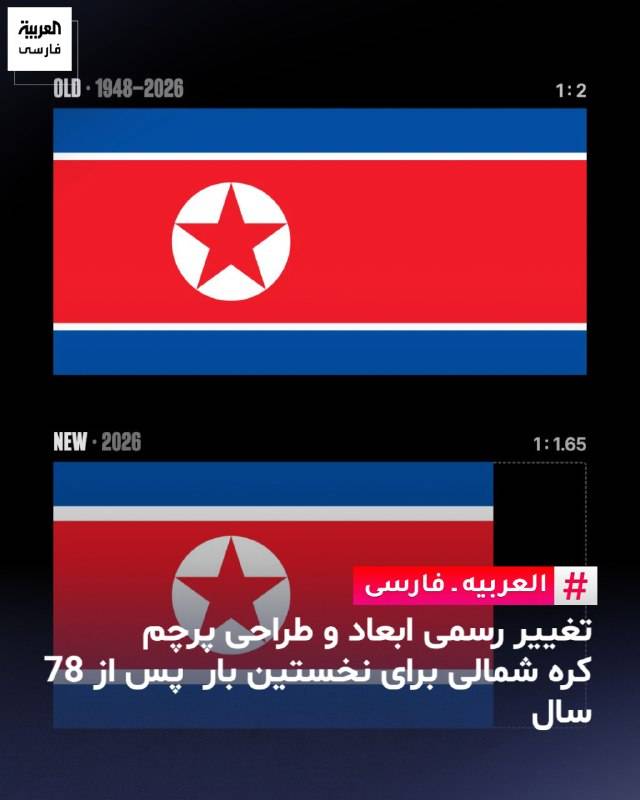 العربية
فارسی
OLD · 1948–2026 1:2
NEW · 2026 1:1.65
# العربیه ـ فارسی
تغییر رسمی ابعاد و طراحی پرچم
کره شمالی برای نخستین بار پس از 78
سال